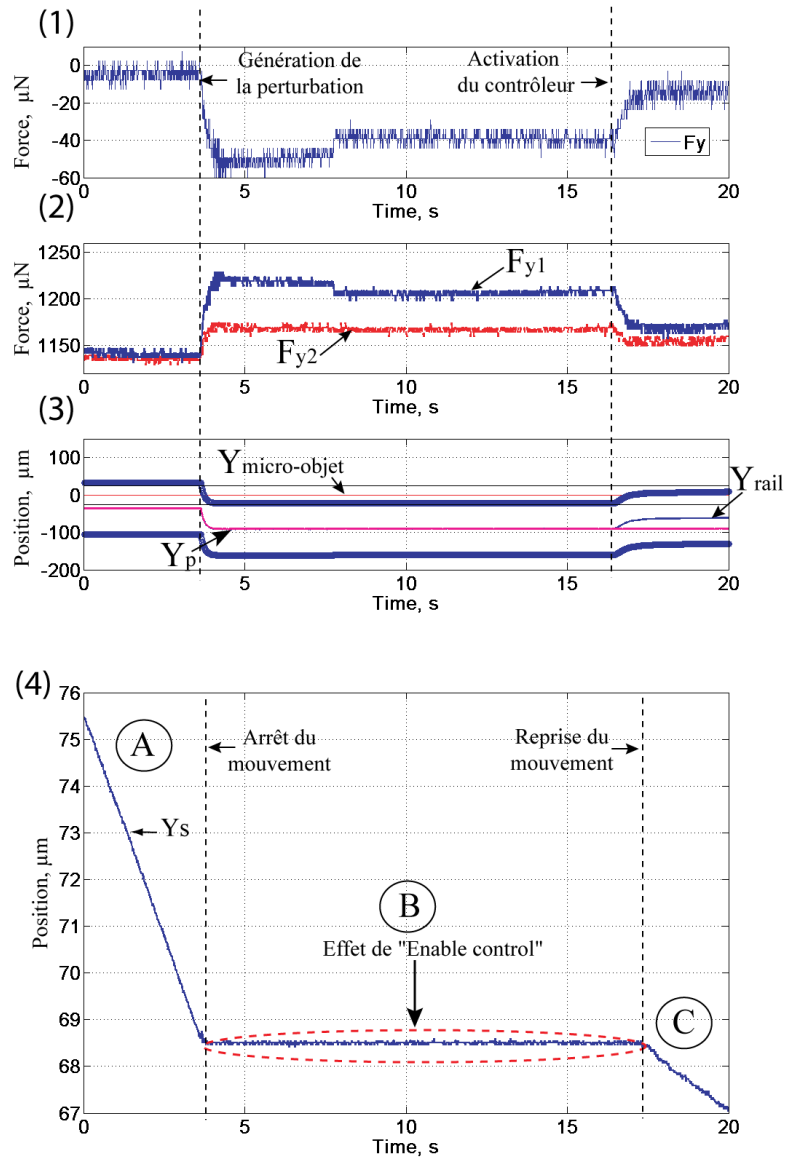 (1)
Génération de
la perturbation
Activation
du contrôleur
Force, µN
0
-20
-40
-60
Fy
0
5
10
15
20
Time, s
(2)
Force, µN
1250
1200
1150
Fy1
Fy2
0
5
10
15
20
Time, s
(3)
Position, µm
100
0
-100
-200
Ymicro-objet
Yrail
Yp
0
5
10
15
20
Time, s
(4)
Position, µm
76
75
74
73
72
71
70
69
68
67
A
Arrêt du
mouvement
Reprise du
mouvement
Ys
B
Effet de "Enable control"
C
0
5
10
15
20
Time, s